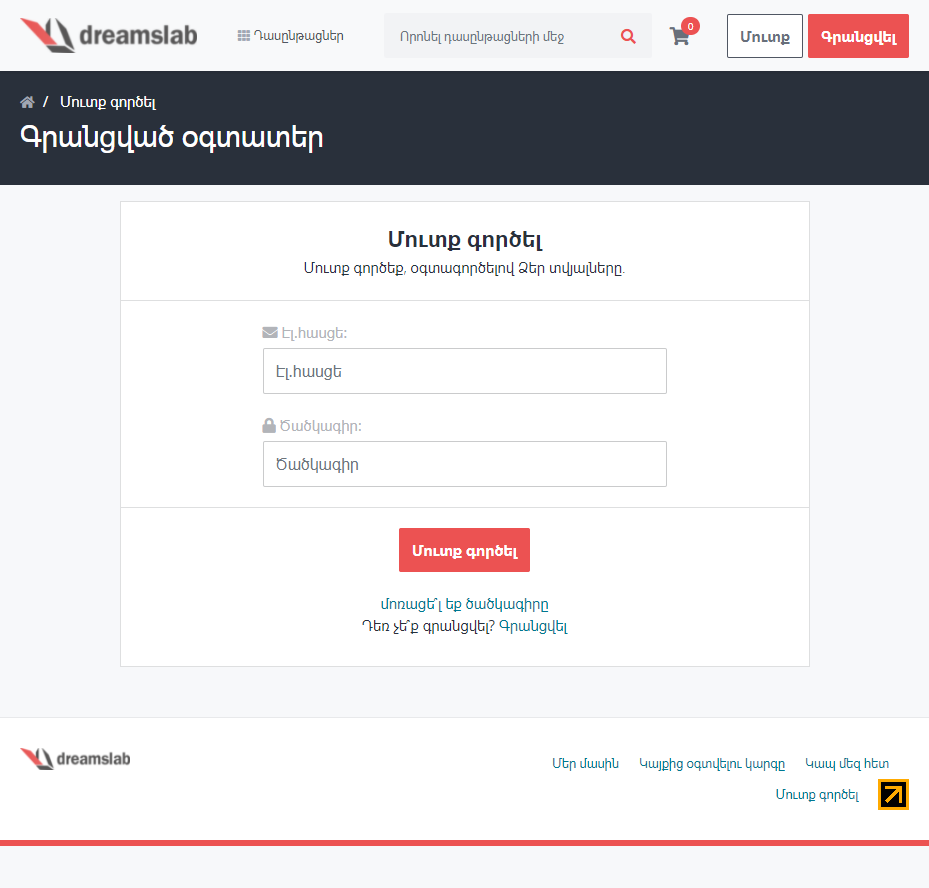 dreamslab
Դասընթացներ
Որոնել դասընթացների մեջ
0
Մուտք
Գրանցվել
/ Մուտք գործել
Գրանցված օգտատեր
Մուտք գործել
Մուտք գործեք, օգտագործելով Ձեր տվյալները.
Էլ.հասցե:
Էլ.հասցե
Ծածկագիր:
Ծածկագիր
Մուտք գործել
մոռացե՞լ եք ծածկագիրը
Դեռ չե՞ք գրանցվել? Գրանցվել
dreamslab
Մեր մասին
Կայքից օգտվելու կարգը
Կապ մեզ հետ
Մուտք գործել